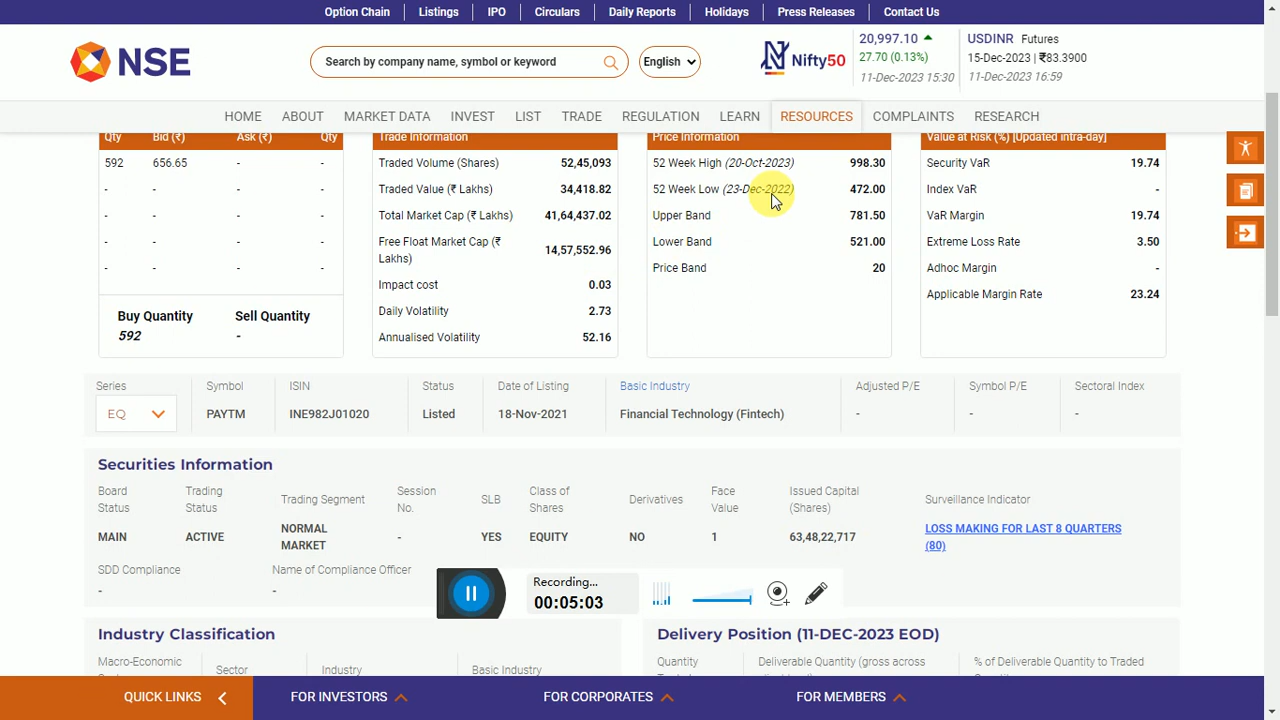 Option Chain
Listings
IPO
Circulars
Daily Reports
Holidays
Press Releases
Contact Us
NSE
Search by company name, symbol or keyword
English
Nifty50
20,997.10
27.70 (0.13%)
11-Dec-2023 15:30
USDINR Futures
15-Dec-2023 | ₹83.3900
11-Dec-2023 16:59
HOME
ABOUT
MARKET DATA
INVEST
LIST
TRADE
REGULATION
LEARN
RESOURCES
COMPLAINTS
RESEARCH
Qty Bid (₹) Ask (₹) Qty
592 656.65 - -
- - - -
- - - -
- - - -
- - - -
Buy Quantity Sell Quantity
592 -
Trade Information
Traded Volume (Shares) 52,45,093
Traded Value (₹ Lakhs) 34,418.82
Total Market Cap (₹ Lakhs) 41,64,437.02
Free Float Market Cap (₹
Lakhs) 14,57,552.96
Impact cost 0.03
Daily Volatility 2.73
Annualised Volatility 52.16
Price Information
52 Week High (20-Oct-2023) 998.30
52 Week Low (23-Dec-2022) 472.00
Upper Band 781.50
Lower Band 521.00
Price Band 20
Value at Risk (%) [Updated intra-day]
Security VaR 19.74
Index VaR -
VaR Margin 19.74
Extreme Loss Rate 3.50
Adhoc Margin -
Applicable Margin Rate 23.24
Series
EQ
Symbol
PAYTM
ISIN
INE982J01020
Status
Listed
Date of Listing
18-Nov-2021
Basic Industry
Financial Technology (Fintech)
Adjusted P/E
-
Symbol P/E
-
Sectoral Index
-
Securities Information
Board
Status
MAIN
Trading
Status
ACTIVE
Trading Segment
NORMAL
MARKET
Session
No.
-
SLB
YES
Class of
Shares
EQUITY
Derivatives
NO
Face
Value
1
Issued Capital
(Shares)
63,48,22,717
Surveillance Indicator
LOSS MAKING FOR LAST 8 QUARTERS
(80)
SDD Compliance
-
Name of Compliance Officer
-
Recording...
00:05:03
Industry Classification
Macro-Economic
Sector
Industry
Basic Industry
Delivery Position (11-DEC-2023 EOD)
Quantity
Deliverable Quantity (gross across
% of Deliverable Quantity to Traded
QUICK LINKS
FOR INVESTORS
FOR CORPORATES
FOR MEMBERS